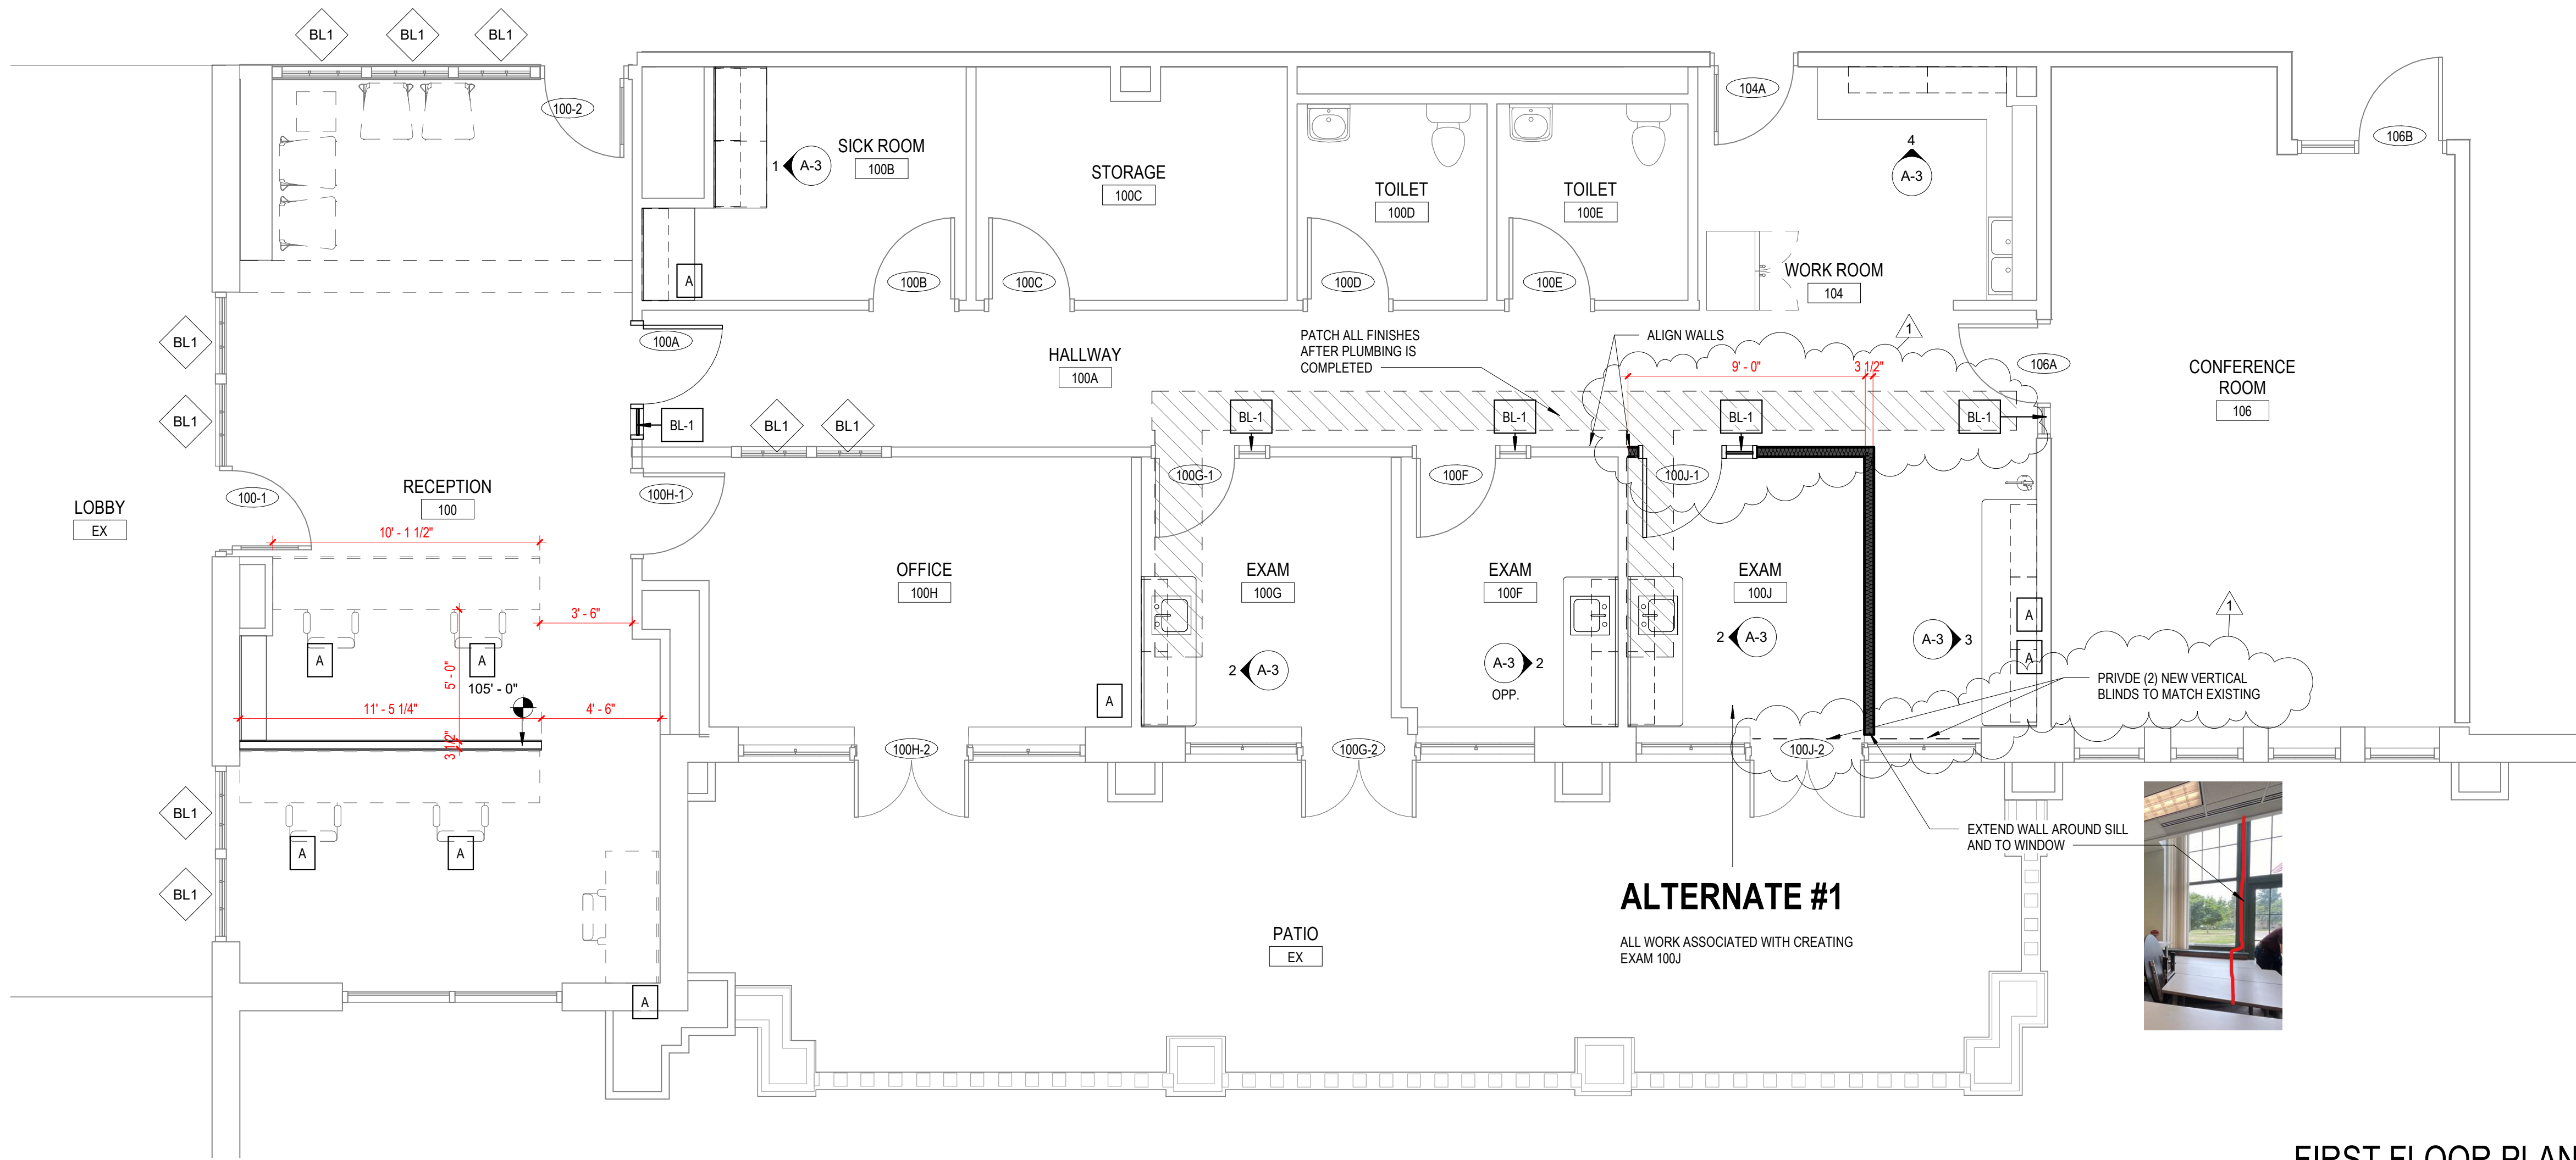 BL1
BL1
BL1
100-2
104A
106B
4
A-3
1
A-3
SICK ROOM
100B
STORAGE
100C
TOILET
100D
TOILET
100E
WORK ROOM
104
A
100B
100C
100D
100E
BL1
BL1
100A
HALLWAY
100A
PATCH ALL FINISHES
AFTER PLUMBING IS
COMPLETED
ALIGN WALLS
1
9' - 0"
3 1/2"
106A
CONFERENCE
ROOM
106
BL-1
BL1
BL1
BL-1
BL-1
BL-1
BL-1
LOBBY
EX
100-1
RECEPTION
100
100H-1
100G-1
100F
100J-1
10' - 1 1/2"
3' - 6"
OFFICE
100H
EXAM
100G
EXAM
100F
EXAM
100J
A
A
5' - 0"
105' - 0"
11' - 5 1/4"
4' - 6"
3 1/2"
A
2
A-3
A-3
2
OPP.
2
A-3
A-3
3
A
A
1
PRIVDE (2) NEW VERTICAL
BLINDS TO MATCH EXISTING
100H-2
100G-2
100J-2
BL1
BL1
A
A
A
EXTEND WALL AROUND SILL
AND TO WINDOW
ALTERNATE #1
ALL WORK ASSOCIATED WITH CREATING
EXAM 100J
PATIO
EX
FIRST FLOOR PLAN